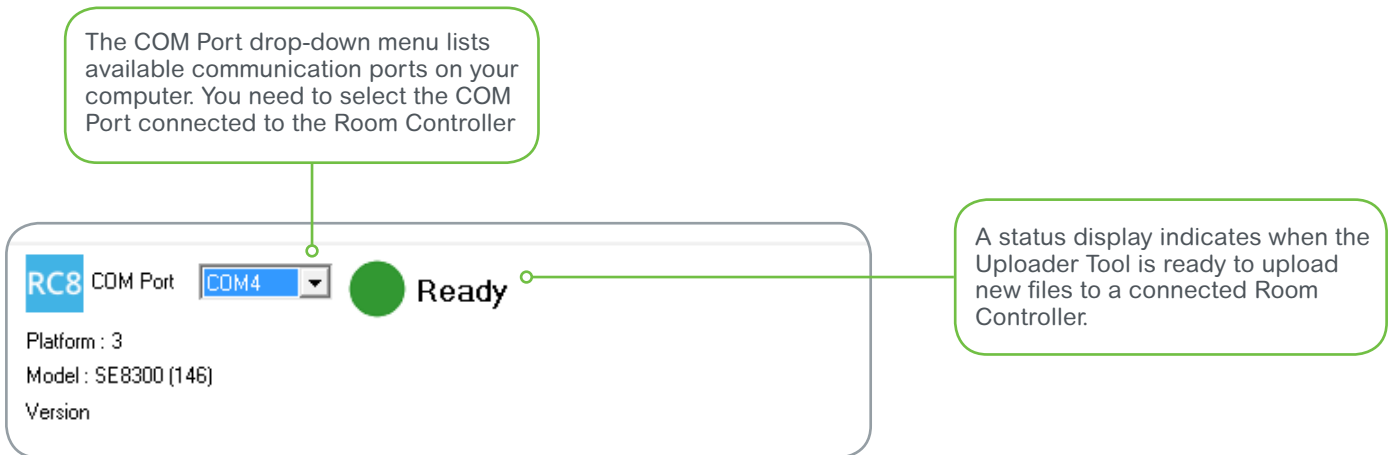 The COM Port drop-down menu lists
available communication ports on your
computer. You need to select the COM
Port connected to the Room Controller
RC8 COM Port COM4 Ready
Platform : 3
Model : SE8300 (146)
Version
A status display indicates when the
Uploader Tool is ready to upload
new files to a connected Room
Controller.